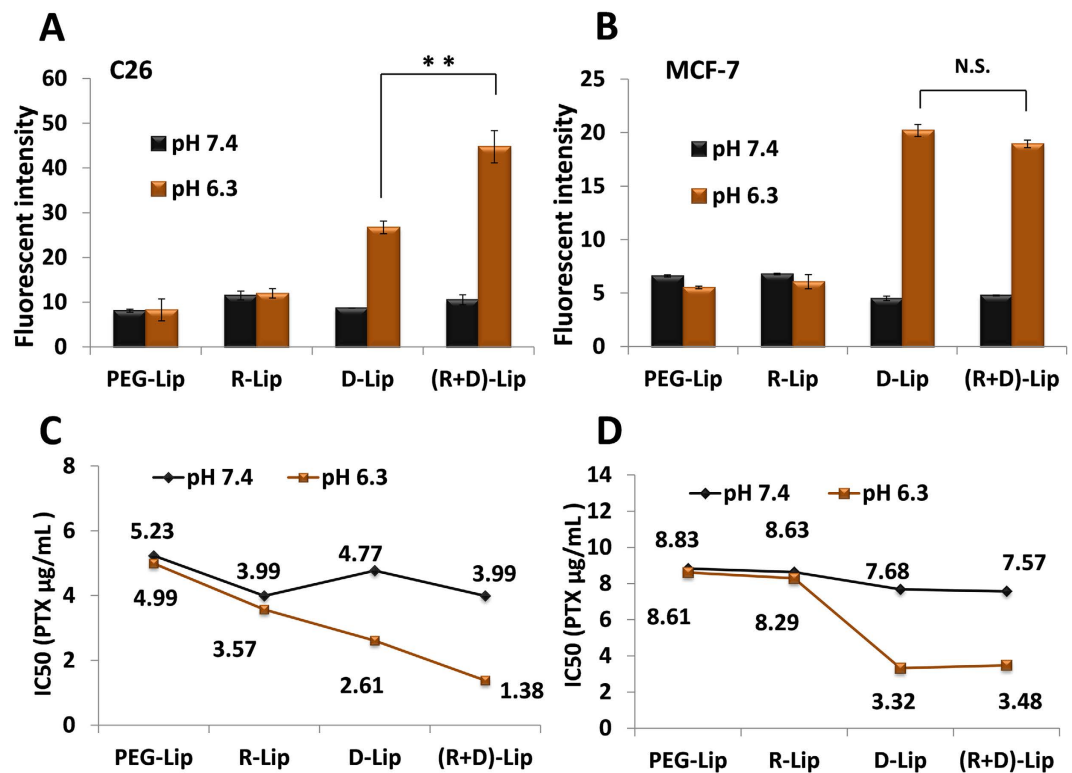 A
C26
Fluorescent intensity
60
50
40
30
20
10
0
pH 7.4
pH 6.3
* *
PEG-Lip R-Lip D-Lip (R+D)-Lip
B
MCF-7
Fluorescent intensity
25
20
15
10
5
0
pH 7.4
pH 6.3
N.S.
PEG-Lip R-Lip D-Lip (R+D)-Lip
C
IC50 (PTX µg/mL )
8
6
4
2
0
pH 7.4 pH 6.3
5.23 3.99 4.77 3.99
4.99 3.57 2.61 1.38
PEG-Lip R-Lip D-Lip (R+D)-Lip
D
IC50 (PTX µg/mL )
14
12
10
8
6
4
2
0
pH 7.4 pH 6.3
8.83 8.63 7.68 7.57
8.61 8.29 3.32 3.48
PEG-Lip R-Lip D-Lip (R+D)-Lip